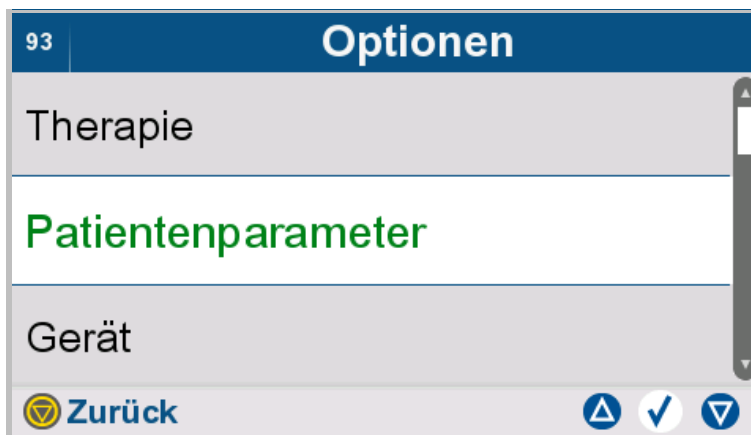 93
Optionen
Therapie
Patientenparameter
Gerät
Zurück